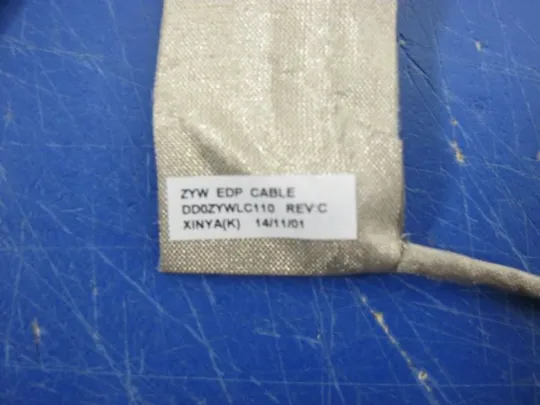 ZYW EDP CABLE
DD0ZYWLC110 REV:C
XINYA(K) 14/11/01